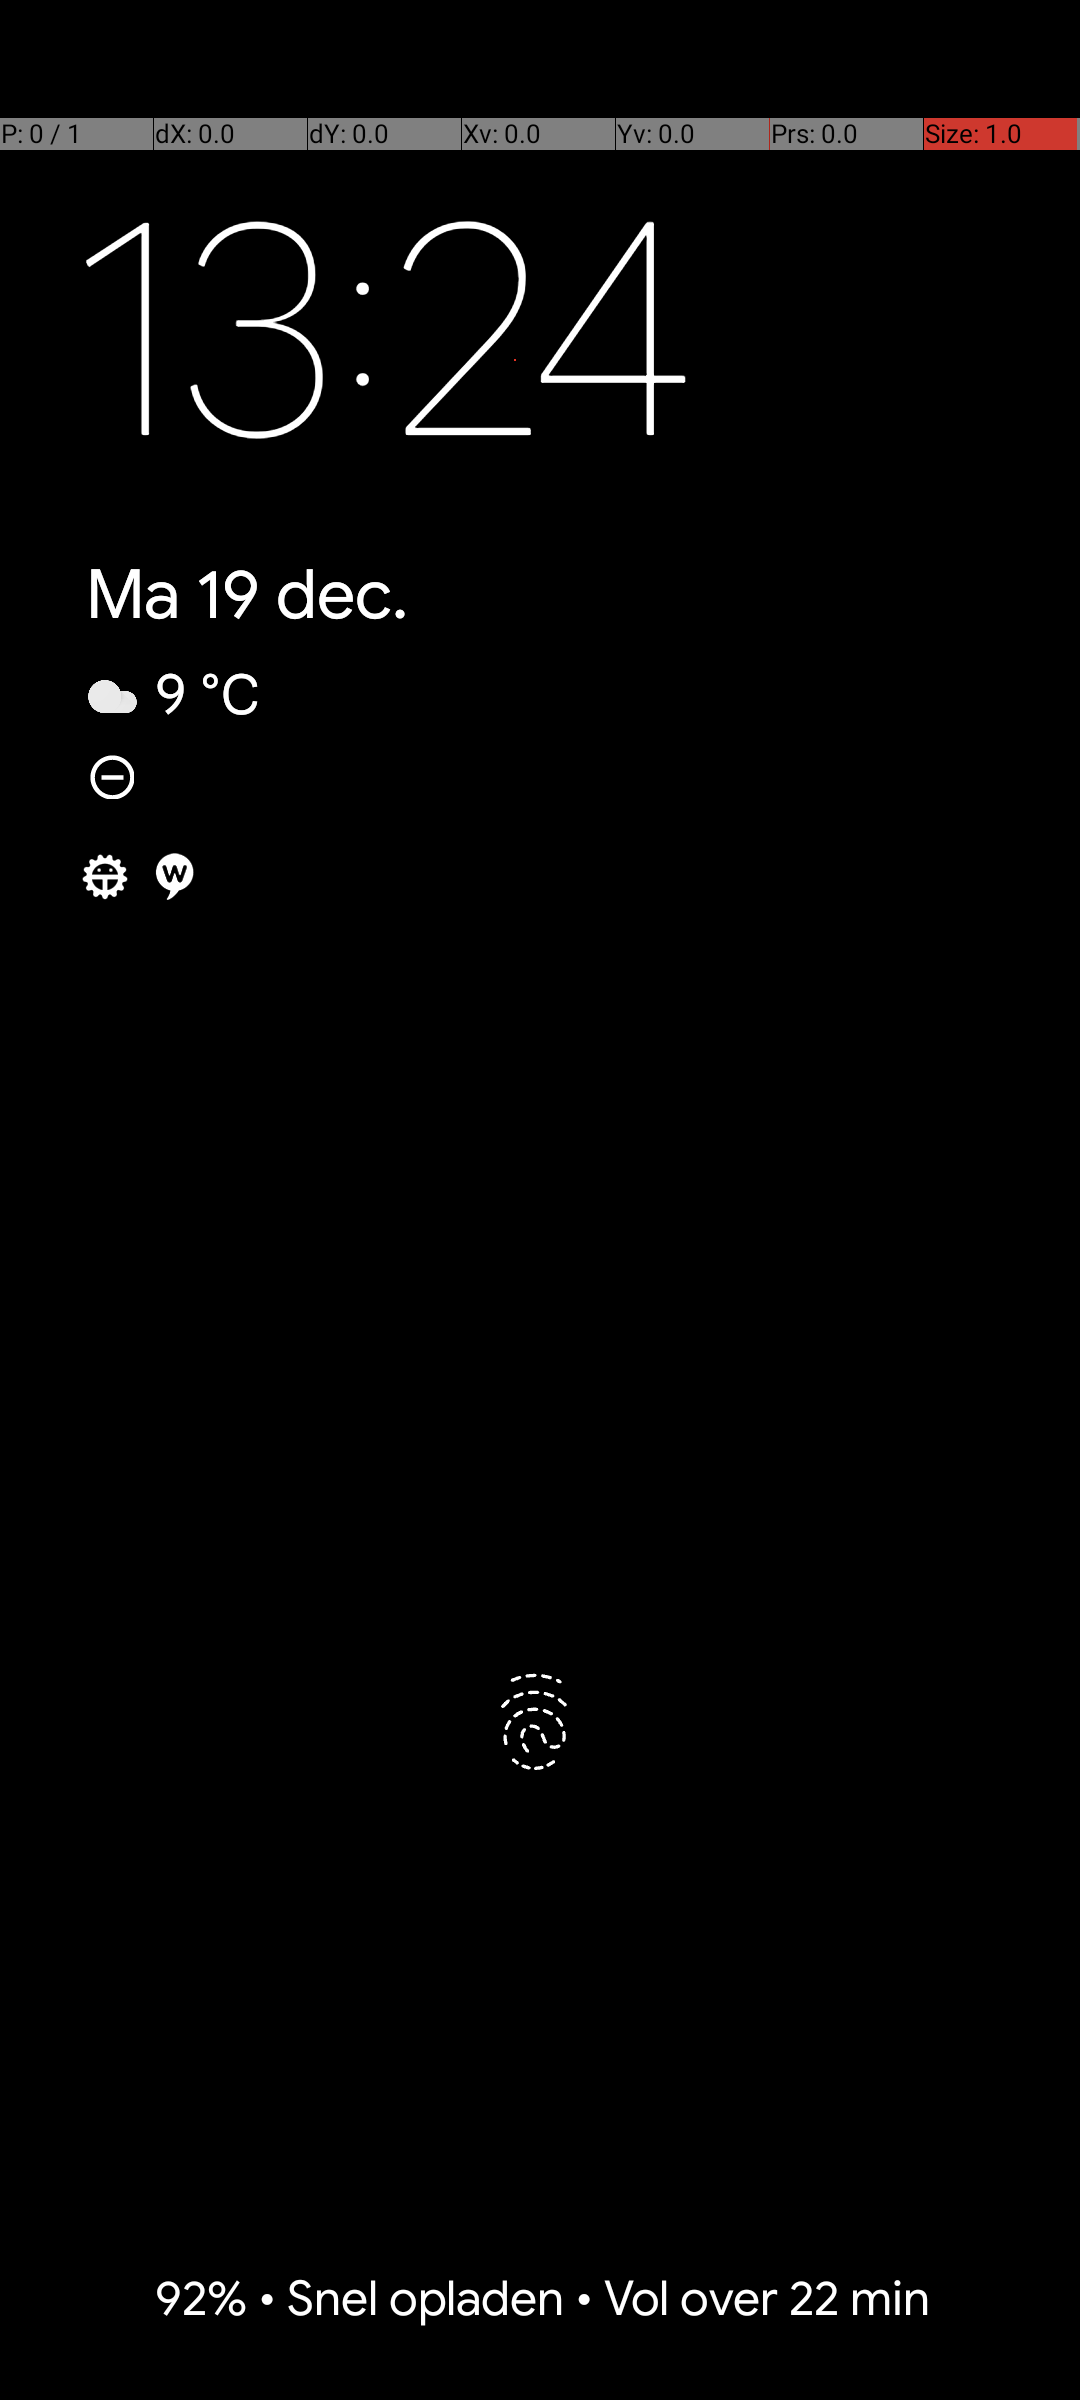 P: 0 / 1 dX: 0.0 dY: 0.0 Xv: 0.0 Yv: 0.0 Prs: 0.0 Size: 1.0
13:24
Ma 19 dec.
9 °C
W
92% • Snel opladen • Vol over 22 min